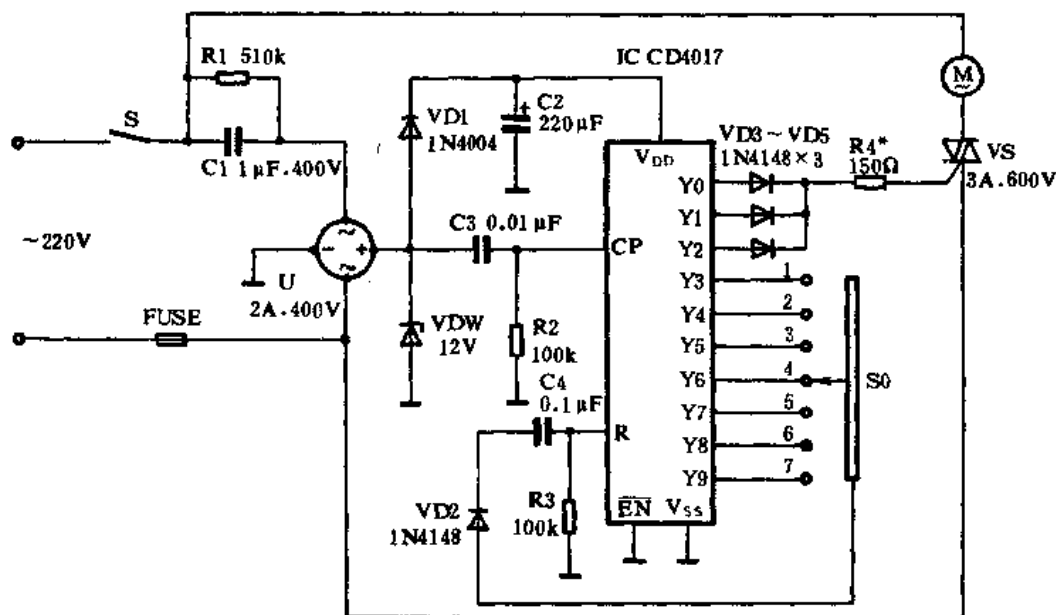 R1 510k
IC CD4017
M
~
S
VD1
1N4004
C2
+
220μF
VD3~VD5
1N4148×3
R4*
150Ω
VS
3A.600V
C1 1μF.400V
V_DD
Y0
Y1
Y2
C3 0.01μF
CP
~220V
~
-
+
~
U
2A.400V
Y3
1
Y4
2
FUSE
VDW
12V
R2
100k
Y5
3
Y6
4
S0
C4
0.1μF
Y7
5
R
Y8
6
Y9
7
VD2
1N4148
R3
100k
EN
V_SS